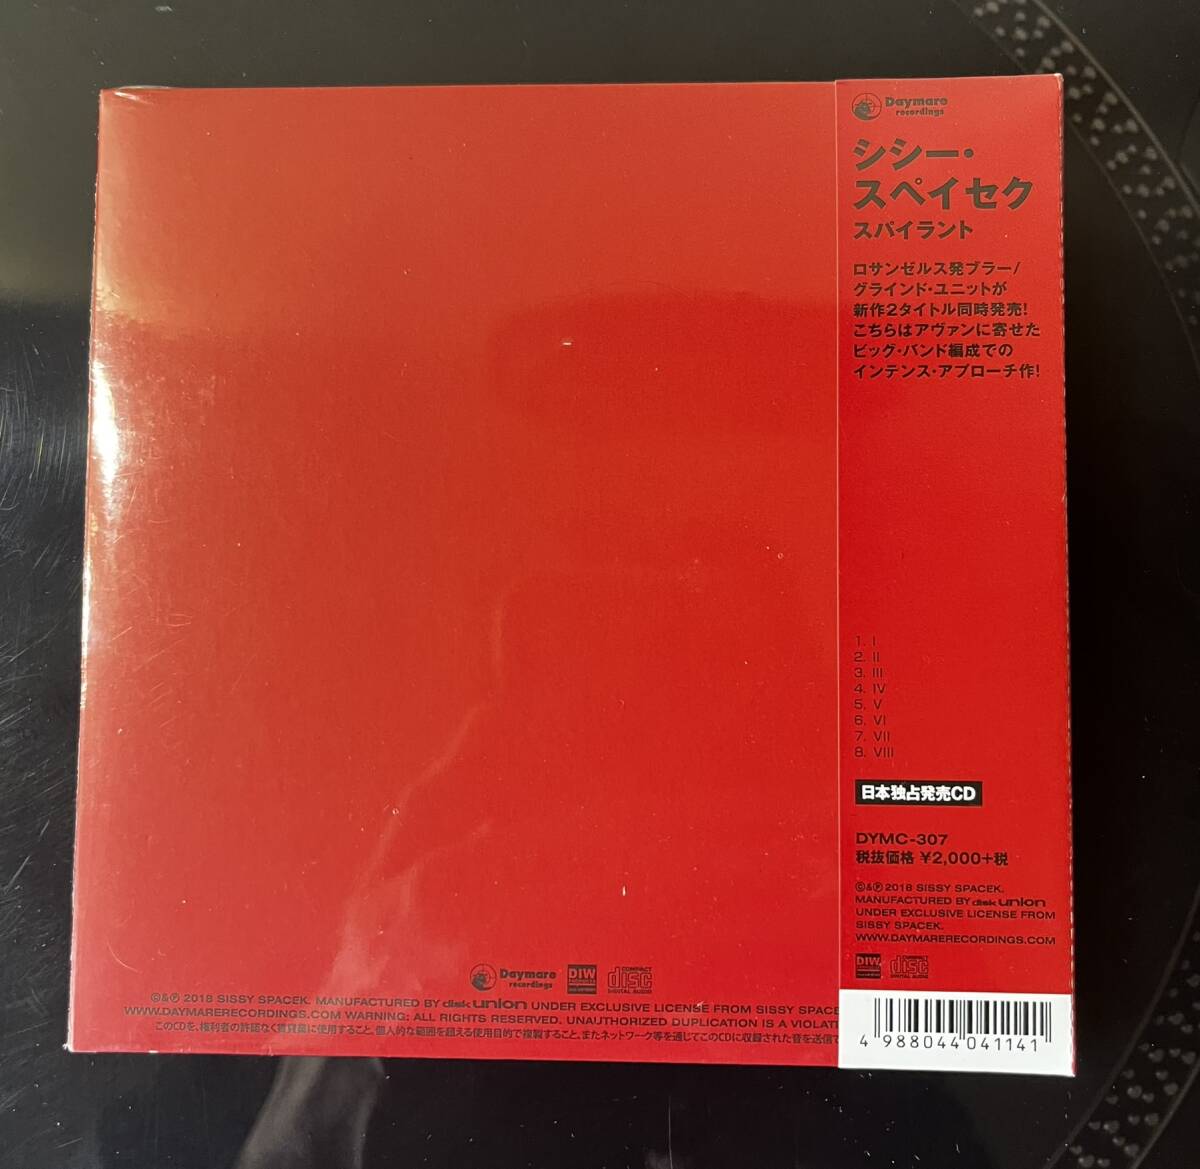 Daymare
recordings
シシー・
スペイセク
スパイラント
ロサンゼルス発ブラー/
グラインド・ユニットが
新作2タイトル同時発売!
こちらはアヴァンに寄せた
ビッグ・バンド編成での
インテンス・アプローチ作!
1. I
2. II
3. III
4. IV
5. V
6. VI
7. VII
8. VIII
日本独占発売CD
DYMC-307
税抜価格 ¥2,000+税
©&℗ 2018 SISSY SPACEK.
MANUFACTURED BY disk union
UNDER EXCLUSIVE LICENSE FROM
SISSY SPACEK.
WWW.DAYMARERECORDINGS.COM
DIW
disc
DIGITAL AUDIO
4 988044 041141
Daymare
recordings
DIW
COMPACT
disc
DIGITAL AUDIO
©&℗ 2018 SISSY SPACEK. MANUFACTURED BY disk union UNDER EXCLUSIVE LICENSE FROM SISSY SPACE
WWW.DAYMARERECORDINGS.COM WARNING: ALL RIGHTS RESERVED. UNAUTHORIZED DUPLICATION IS A VIOLAT
このCDを、権利者の許諾なく賃貸業に使用すること、個人的な範囲を超える使用目的で複製すること、またネットワーク等を通じてこのCDに収録された音を送信で